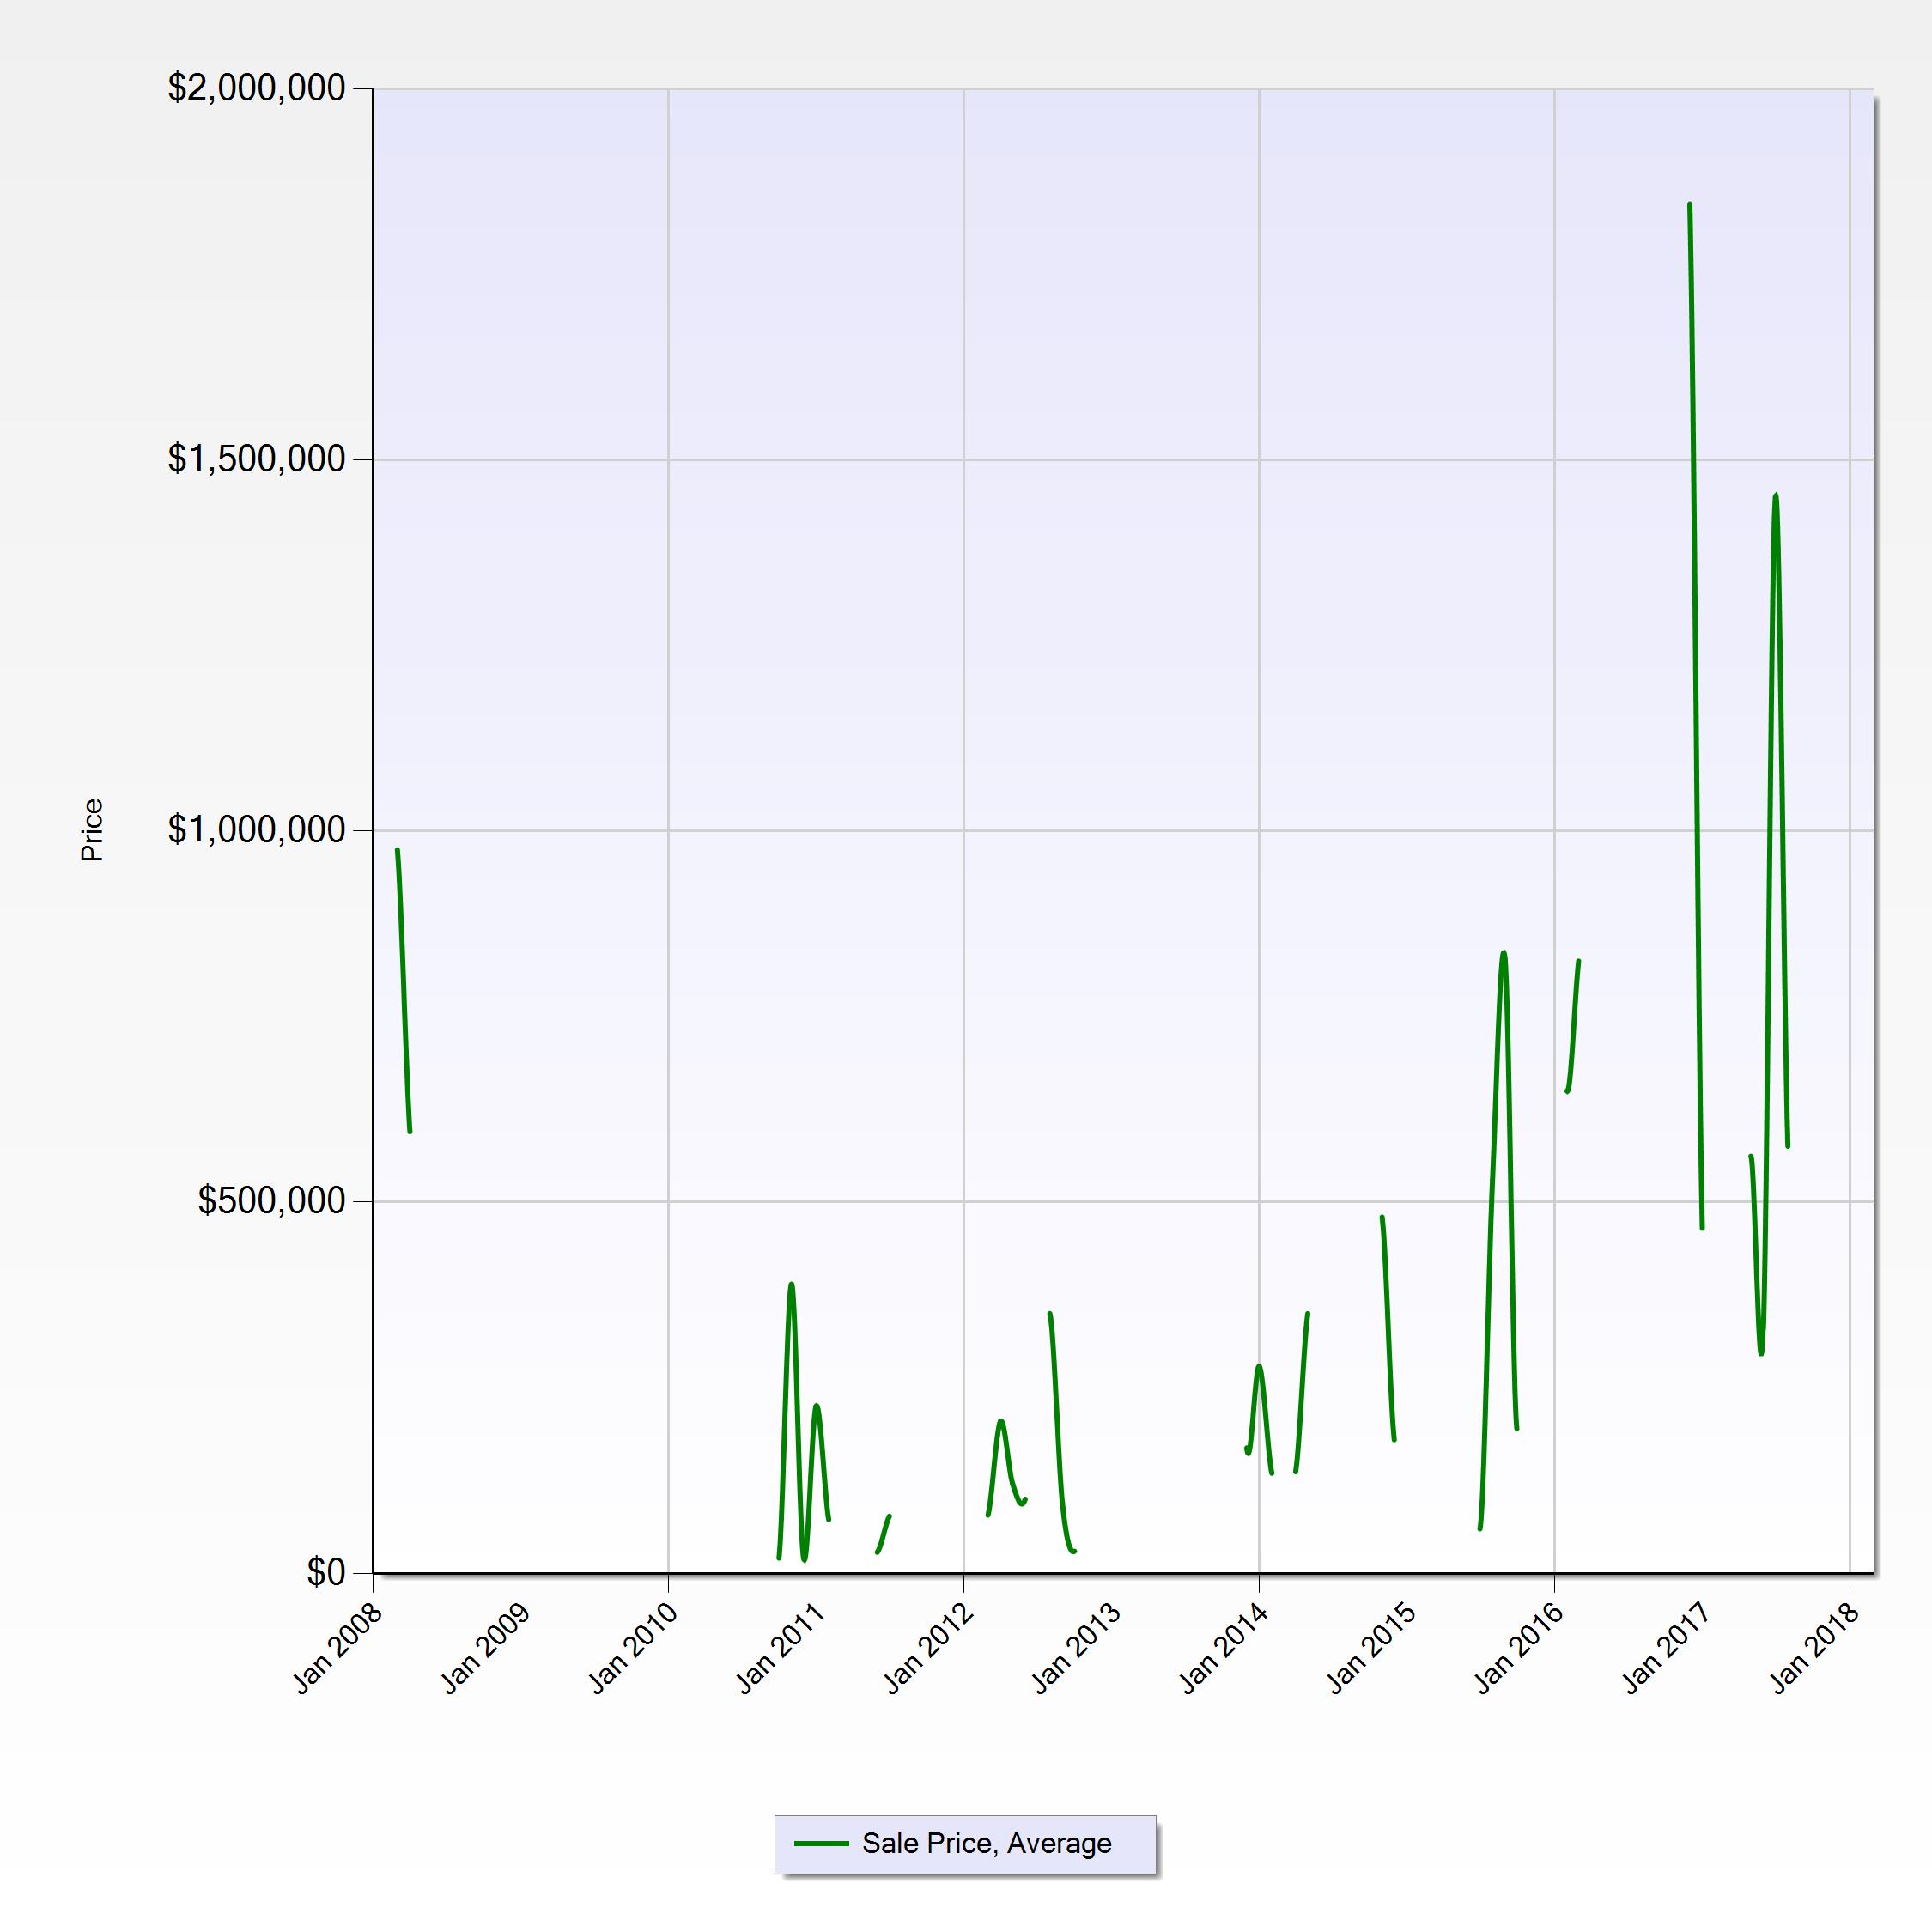 $2,000,000
$1,500,000
$1,000,000
$500,000
$0
Price
Jan 2008
Jan 2009
Jan 2010
Jan 2011
Jan 2012
Jan 2013
Jan 2014
Jan 2015
Jan 2016
Jan 2017
Jan 2018
Sale Price, Average